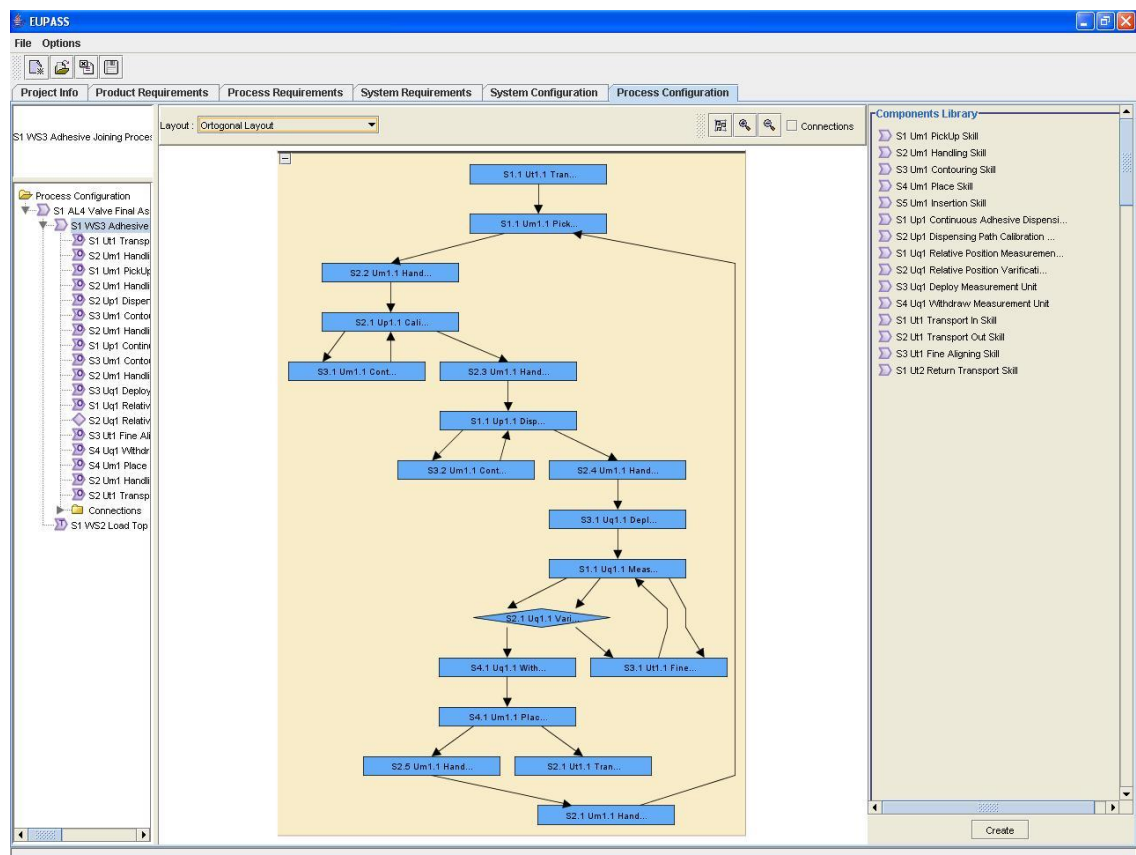 EUPASS
File Options
Project Info Product Requirements Process Requirements System Requirements System Configuration Process Configuration
S1 WS3 Adhesive Joining Proces
Layout : Ortogonal Layout
Connections
Process Configuration
S1 AL4 Valve Final As
S1 WS3 Adhesive
S1 Ut1 Transp
S2 Um1 Handli
S1 Um1 PickUp
S2 Um1 Handli
S2 Up1 Disper
S3 Um1 Contou
S2 Um1 Handli
S1 Up1 Contin
S3 Um1 Contou
S2 Um1 Handli
S3 Uq1 Deploy
S1 Uq1 Relativ
S2 Uq1 Relativ
S3 Ut1 Fine Ali
S4 Uq1 Withdr
S4 Um1 Place
S2 Um1 Handli
S2 Ut1 Transp
Connections
S1 WS2 Load Top
S1.1 Ut1.1 Tran...
S1.1 Um1.1 Pick...
S2.2 Um1.1 Hand...
S2.1 Up1.1 Cali...
S3.1 Um1.1 Cont...
S2.3 Um1.1 Hand...
S1.1 Up1.1 Disp...
S3.2 Um1.1 Cont...
S2.4 Um1.1 Hand...
S3.1 Uq1.1 Depl...
S1.1 Uq1.1 Meas...
S2.1 Uq1.1 Vari...
S4.1 Uq1.1 With...
S3.1 Ut1.1 Fine...
S4.1 Um1.1 Plac...
S2.5 Um1.1 Hand...
S2.1 Ut1.1 Tran...
S2.1 Um1.1 Hand...
Components Library
S1 Um1 PickUp Skill
S2 Um1 Handling Skill
S3 Um1 Contouring Skill
S4 Um1 Place Skill
S5 Um1 Insertion Skill
S1 Up1 Continuous Adhesive Dispensi...
S2 Up1 Dispensing Path Calibration ...
S1 Uq1 Relative Position Measuremen...
S2 Uq1 Relative Position Varificati...
S3 Uq1 Deploy Measurement Unit
S4 Uq1 Withdraw Measurement Unit
S1 Ut1 Transport In Skill
S2 Ut1 Transport Out Skill
S3 Ut1 Fine Aligning Skill
S1 Ut2 Return Transport Skill
Create